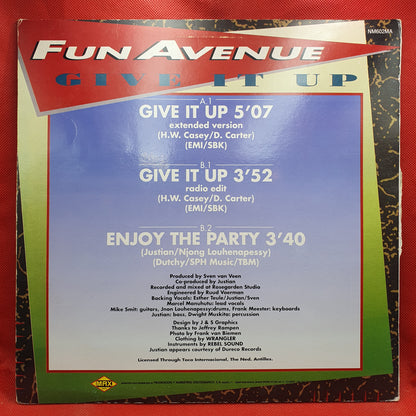 NM602MA
FUN AVENUE
GIVE IT UP
A.1
GIVE IT UP 5'07
extended version
(H.W. Casey/D. Carter)
(EMI/SBK)
B.1
GIVE IT UP 3'52
radio edit
(H.W. Casey/D. Carter)
(EMI/SBK)
B.2
ENJOY THE PARTY 3'40
(Justian/Njong Louhenapessy)
(Dutchy/SPH Music/TBM)
Produced by Sven van Veen
Co-produced by Justian
Recorded and mixed at Rosegarden Studio
Engineered by Ruud Voerman
Backing Vocals: Esther Teule/Justian/Sven
Marcel Manuhutu: lead vocals
Mike Smit: guitars, Jnon Louhenapessy:drums, Frank Meester: keyboards
Justian: bass, Dwight Muskita: percussion
Design by J & S Graphics
Thanks to Jeffrey Rampen
Photo by Frank van Biemen
Clothing by WRANGLER
Instruments by REBEL SOUND
Justian appears courtesy of Dureco Records
Licensed Through Toco Internacional, The Ned. Antilles.
MAX